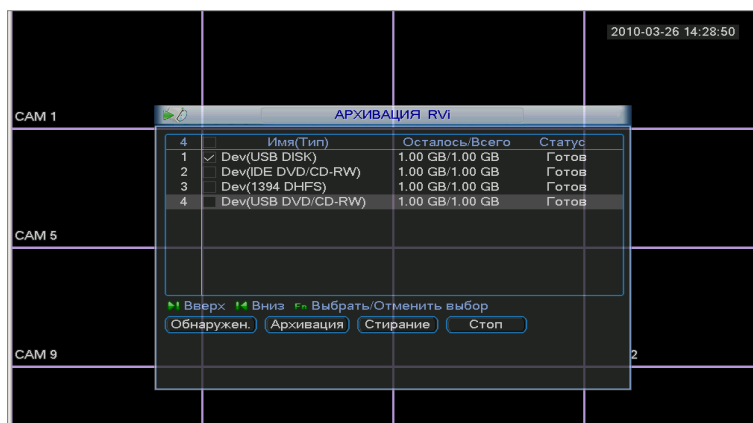 2010-03-26 14:28:50
CAM 1
АРХИВАЦИЯ RVi
4 Имя(Тип) Осталось/Всего Статус
1 Dev(USB DISK) 1.00 GB/1.00 GB Готов
2 Dev(IDE DVD/CD-RW) 1.00 GB/1.00 GB Готов
3 Dev(1394 DHFS) 1.00 GB/1.00 GB Готов
4 Dev(USB DVD/CD-RW) 1.00 GB/1.00 GB Готов
CAM 5
Вверх Вниз Fn Выбрать/Отменить выбор
Обнаружен. Архивация Стирание Стоп
CAM 9
2